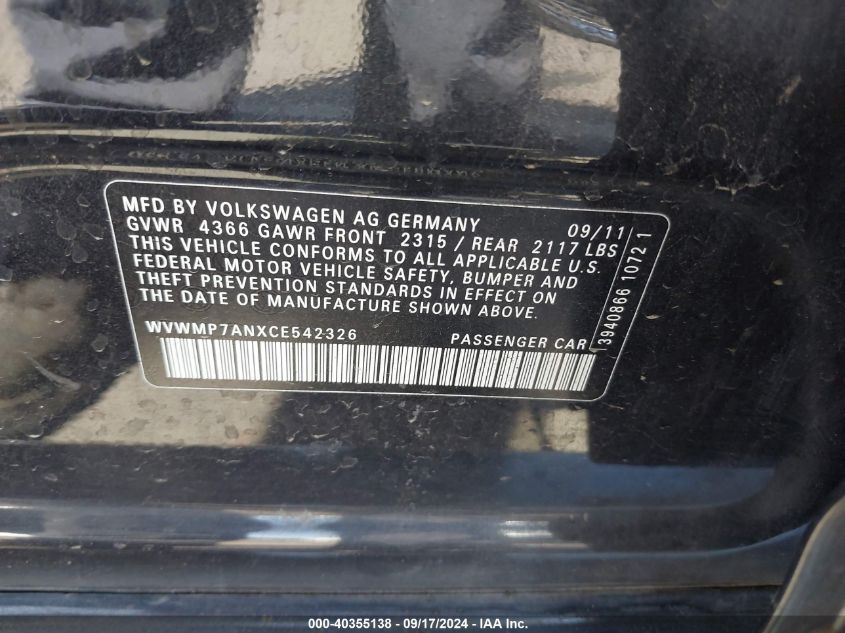 MFD BY VOLKSWAGEN AG GERMANY 09/11
GVWR 4366 GAWR FRONT 2315 / REAR 2117 LBS
THIS VEHICLE CONFORMS TO ALL APPLICABLE U.S.
FEDERAL MOTOR VEHICLE SAFETY, BUMPER AND
THEFT PREVENTION STANDARDS IN EFFECT ON
THE DATE OF MANUFACTURE SHOWN ABOVE.
WVWMP7ANXCE542326 PASSENGER CAR
3940866 1072 1
000-40355138 - 09/17/2024 - IAA Inc.